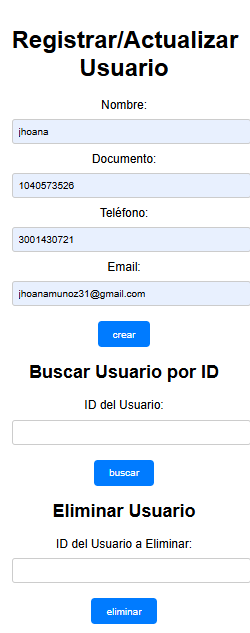 Registrar/Actualizar
Usuario
Nombre:
jhoana
Documento:
1040573526
Teléfono:
3001430721
Email:
jhoanamunoz31@gmail.com
crear
Buscar Usuario por ID
ID del Usuario:
buscar
Eliminar Usuario
ID del Usuario a Eliminar:
eliminar